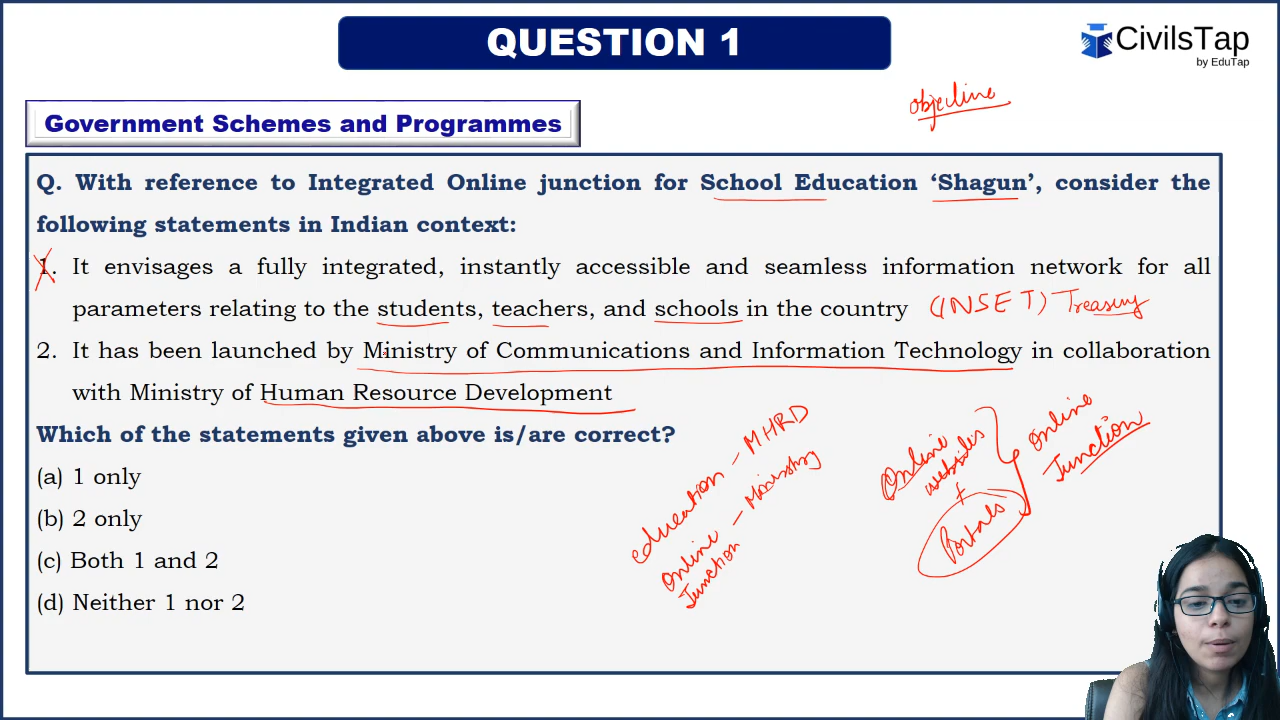 QUESTION 1
CivilsTap
by EduTap
objective
Government Schemes and Programmes
Q. With reference to Integrated Online junction for School Education ‘Shagun’, consider the
following statements in Indian context:
1. It envisages a fully integrated, instantly accessible and seamless information network for all
parameters relating to the students, teachers, and schools in the country (INSET) Treasury
2. It has been launched by Ministry of Communications and Information Technology in collaboration
with Ministry of Human Resource Development
Which of the statements given above is/are correct?
(a) 1 only
(b) 2 only
(c) Both 1 and 2
(d) Neither 1 nor 2
education - MHRD
Online Junction - Ministry
Online
websites
+
Portals
Online
Junction